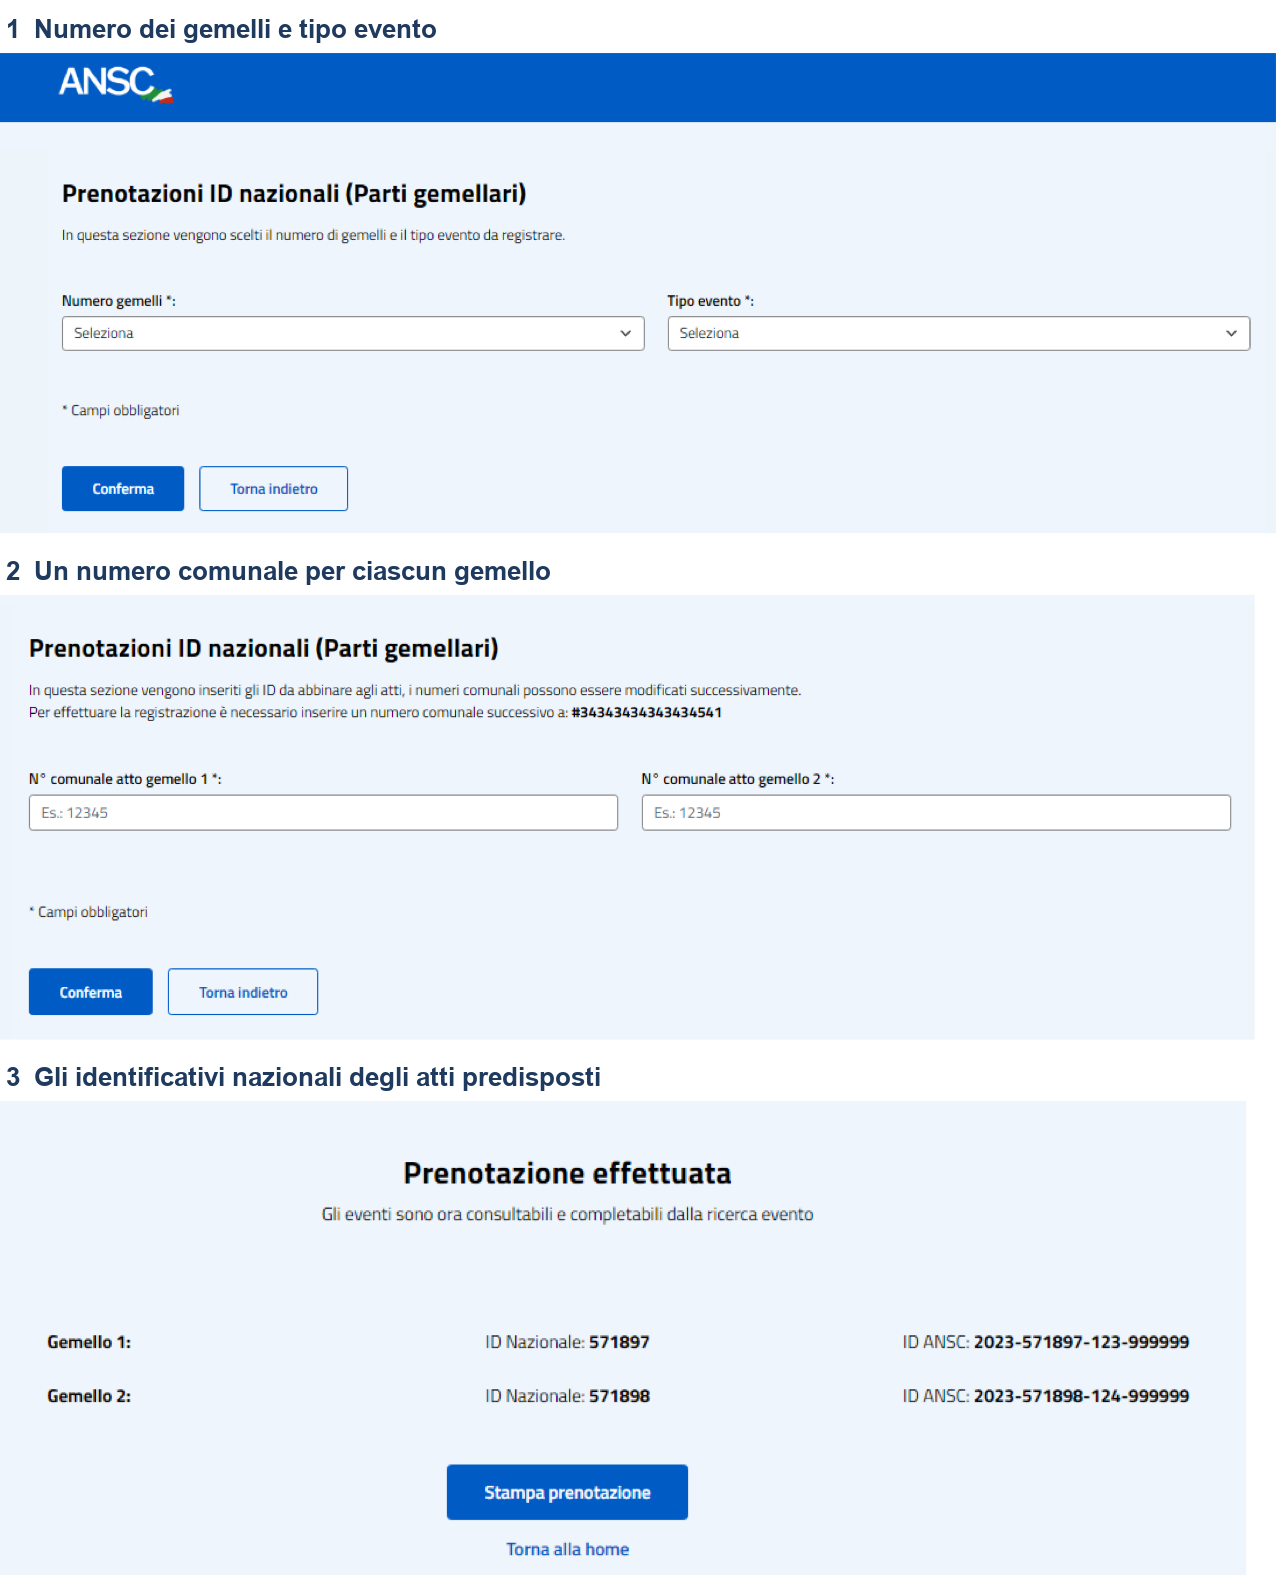 1 Numero dei gemelli e tipo evento
ANSC
Prenotazioni ID nazionali (Parti gemellari)
In questa sezione vengono scelti il numero di gemelli e il tipo evento da registrare.
Numero gemelli *: Tipo evento *:
Seleziona Seleziona
* Campi obbligatori
Conferma Torna indietro
2 Un numero comunale per ciascun gemello
Prenotazioni ID nazionali (Parti gemellari)
In questa sezione vengono inseriti gli ID da abbinare agli atti, i numeri comunali possono essere modificati successivamente.
Per effettuare la registrazione è necessario inserire un numero comunale successivo a: #34343434343434541
N° comunale atto gemello 1 *: N° comunale atto gemello 2 *:
Es.: 12345 Es.: 12345
* Campi obbligatori
Conferma Torna indietro
3 Gli identificativi nazionali degli atti predisposti
Prenotazione effettuata
Gli eventi sono ora consultabili e completabili dalla ricerca evento
Gemello 1: ID Nazionale: 571897 ID ANSC: 2023-571897-123-999999
Gemello 2: ID Nazionale: 571898 ID ANSC: 2023-571898-124-999999
Stampa prenotazione
Torna alla home